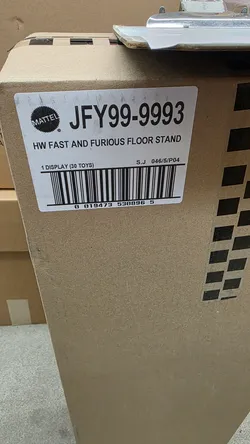 MATTEL JFY99-9993
HW FAST AND FURIOUS FLOOR STAND
1 DISPLAY (30 TOYS) S.J 046/5/P04
0 019473 530896 5